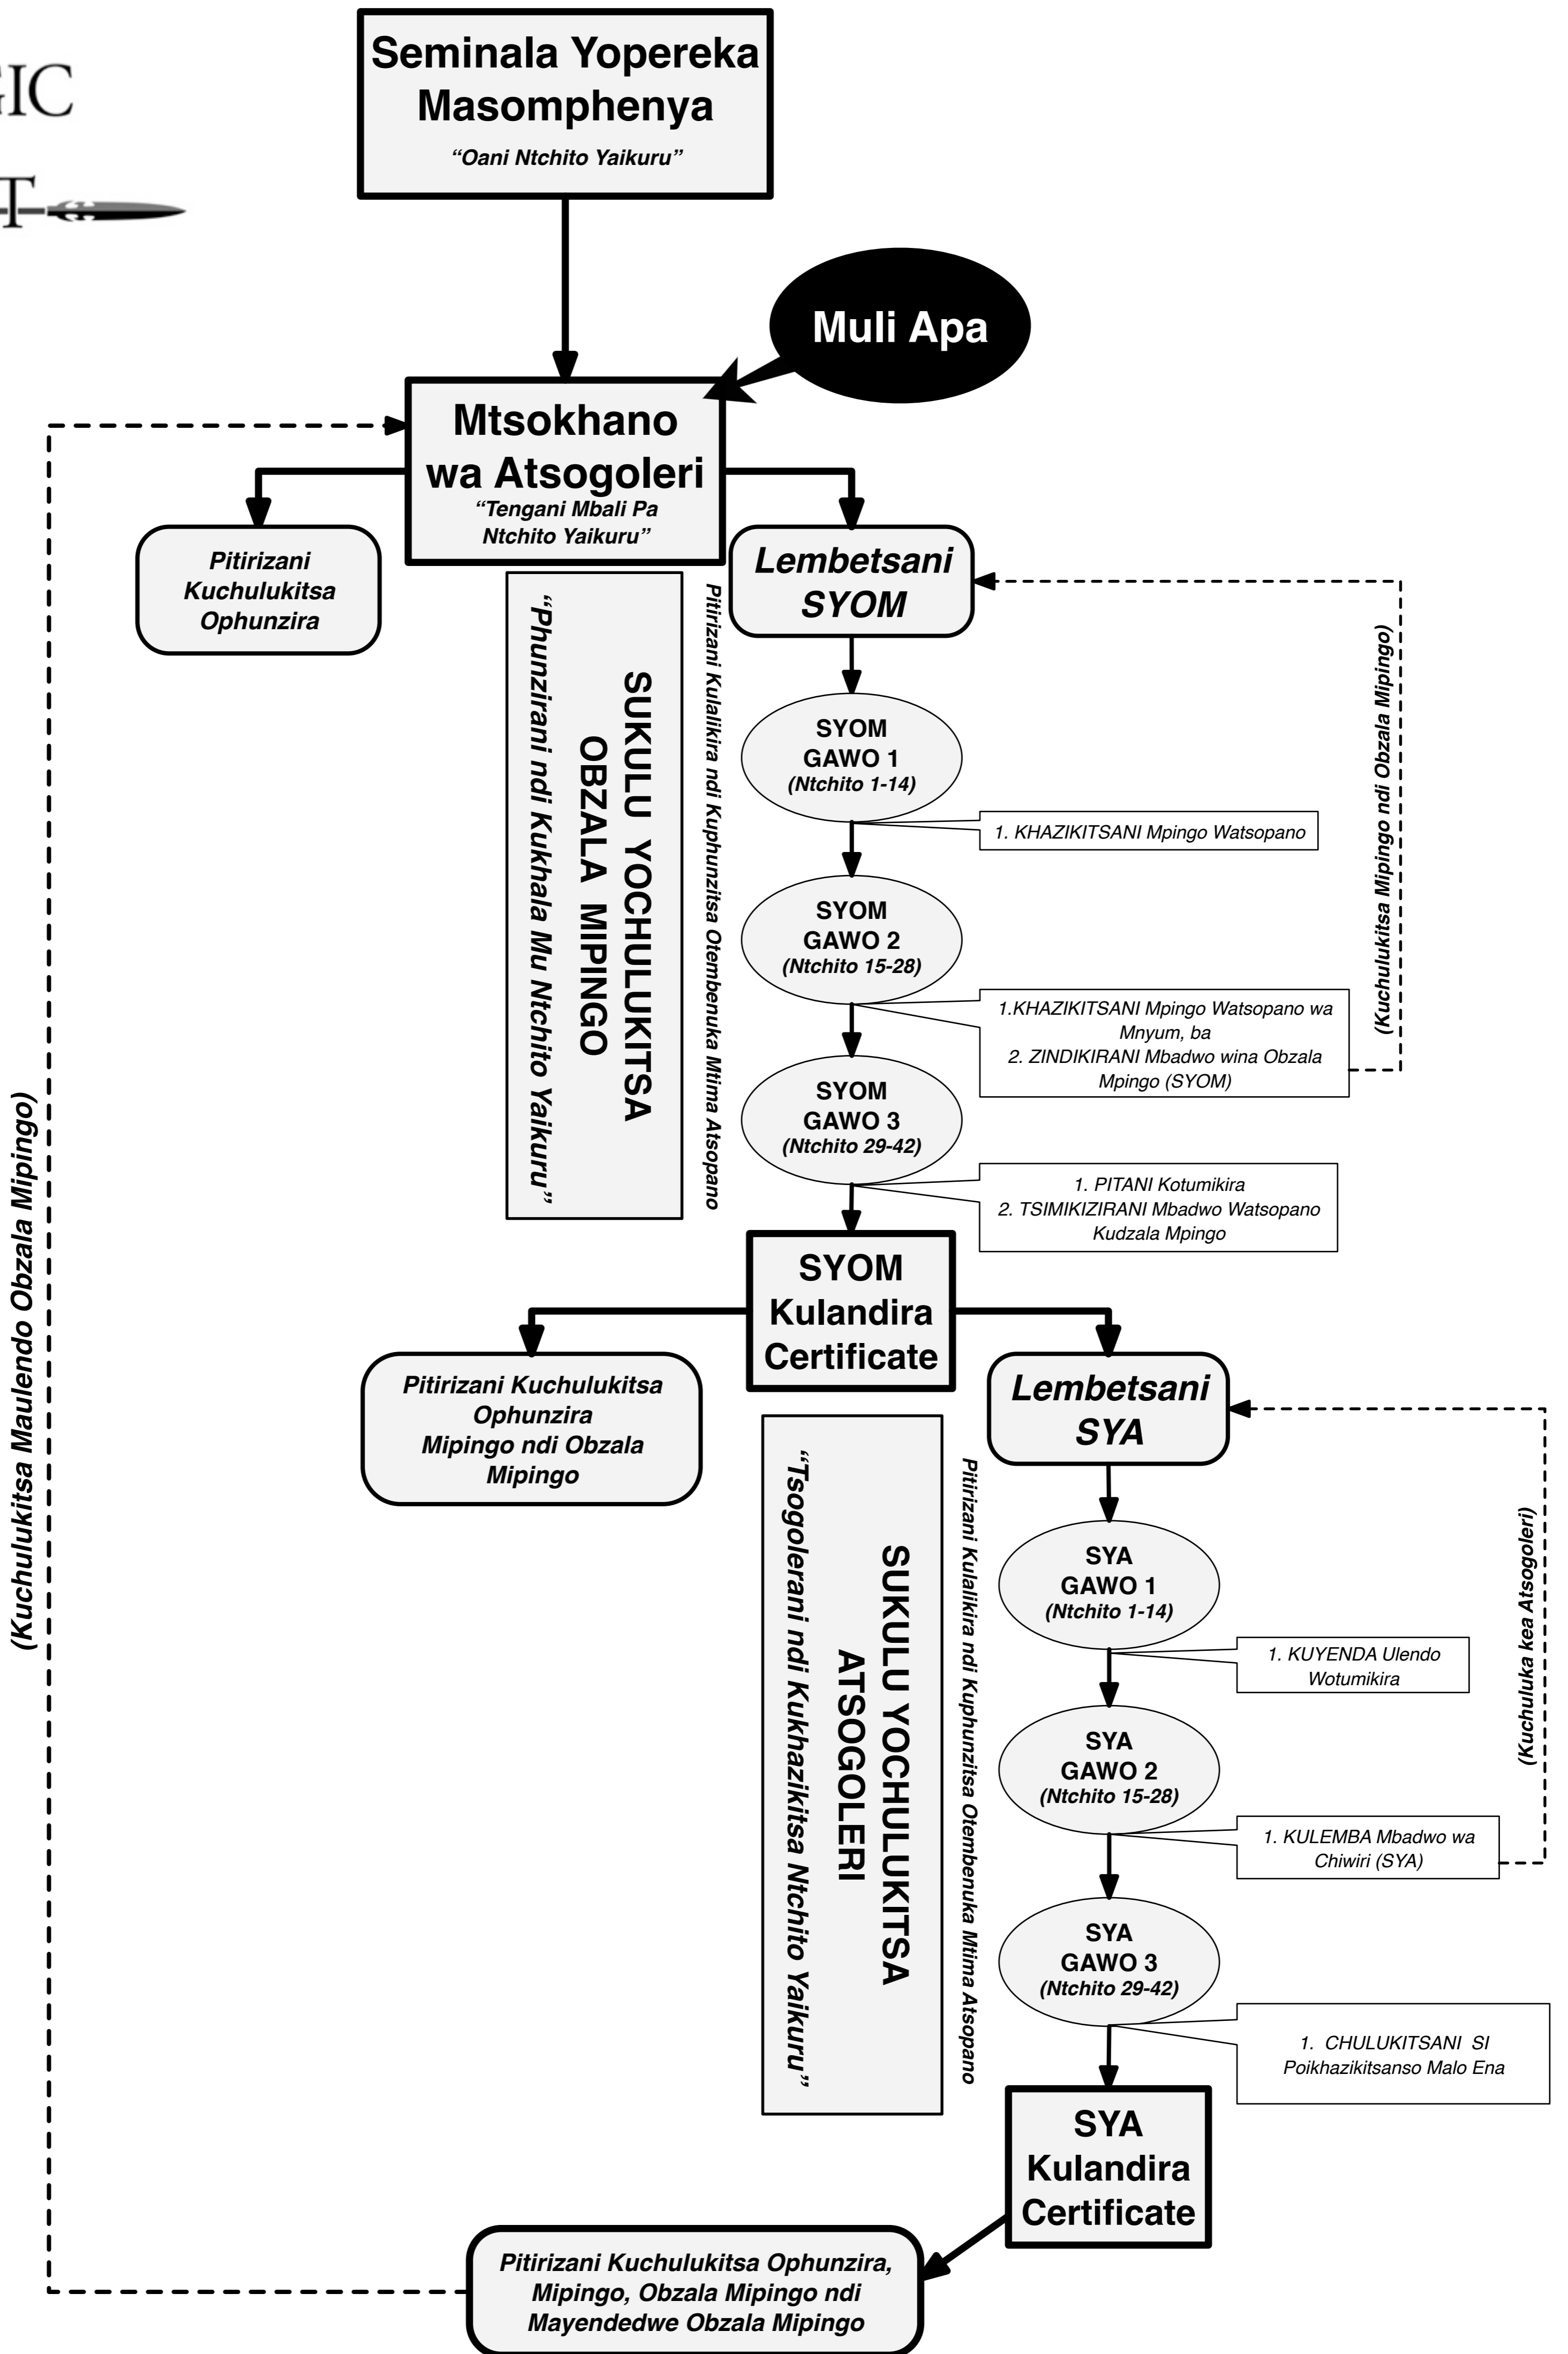 GIC
T
Seminala Yopereka
Masomphenya
“Oani Ntchito Yaikuru”
Muli Apa
Mtsokhano
wa Atsogoleri
“Tengani Mbali Pa
Ntchito Yaikuru”
Pitirizani
Kuchulukitsa
Ophunzira
Lembetsani
SYOM
SUKULU YOCHULUKITSA
OBZALA MIPINGO
“Phunzirani ndi Kukhala Mu Ntchito Yaikuru”
Pitirizani Kulalikira ndi Kuphunzitsa Otembenuka Mtima Atsopano
SYOM
GAWO 1
(Ntchito 1-14)
1. KHAZIKITSANI Mpingo Watsopano
(Kuchulukitsa Mipingo ndi Obzala Mipingo)
SYOM
GAWO 2
(Ntchito 15-28)
1.KHAZIKITSANI Mpingo Watsopano wa
Mnyum, ba
2. ZINDIKIRANI Mbadwo wina Obzala
Mpingo (SYOM)
SYOM
GAWO 3
(Ntchito 29-42)
1. PITANI Kotumikira
2. TSIMIKIZIRANI Mbadwo Watsopano
Kudzala Mpingo
SYOM
Kulandira
Certificate
Pitirizani Kuchulukitsa
Ophunzira
Mipingo ndi Obzala
Mipingo
Lembetsani
SYA
SUKULU YOCHULUKITSA
ATSOGOLERI
“Tsogolerani ndi Kukhazikitsa Ntchito Yaikuru”
Pitirizani Kulalikira ndi Kuphunzitsa Otembenuka Mtima Atsopano
SYA
GAWO 1
(Ntchito 1-14)
1. KUYENDA Ulendo
Wotumikira
(Kuchuluka kea Atsogoleri)
SYA
GAWO 2
(Ntchito 15-28)
1. KULEMBA Mbadwo wa
Chiwiri (SYA)
SYA
GAWO 3
(Ntchito 29-42)
1. CHULUKITSANI SI
Poikhazikitsanso Malo Ena
SYA
Kulandira
Certificate
Pitirizani Kuchulukitsa Ophunzira,
Mipingo, Obzala Mipingo ndi
Mayendedwe Obzala Mipingo
(Kuchulukitsa Maulendo Obzala Mipingo)